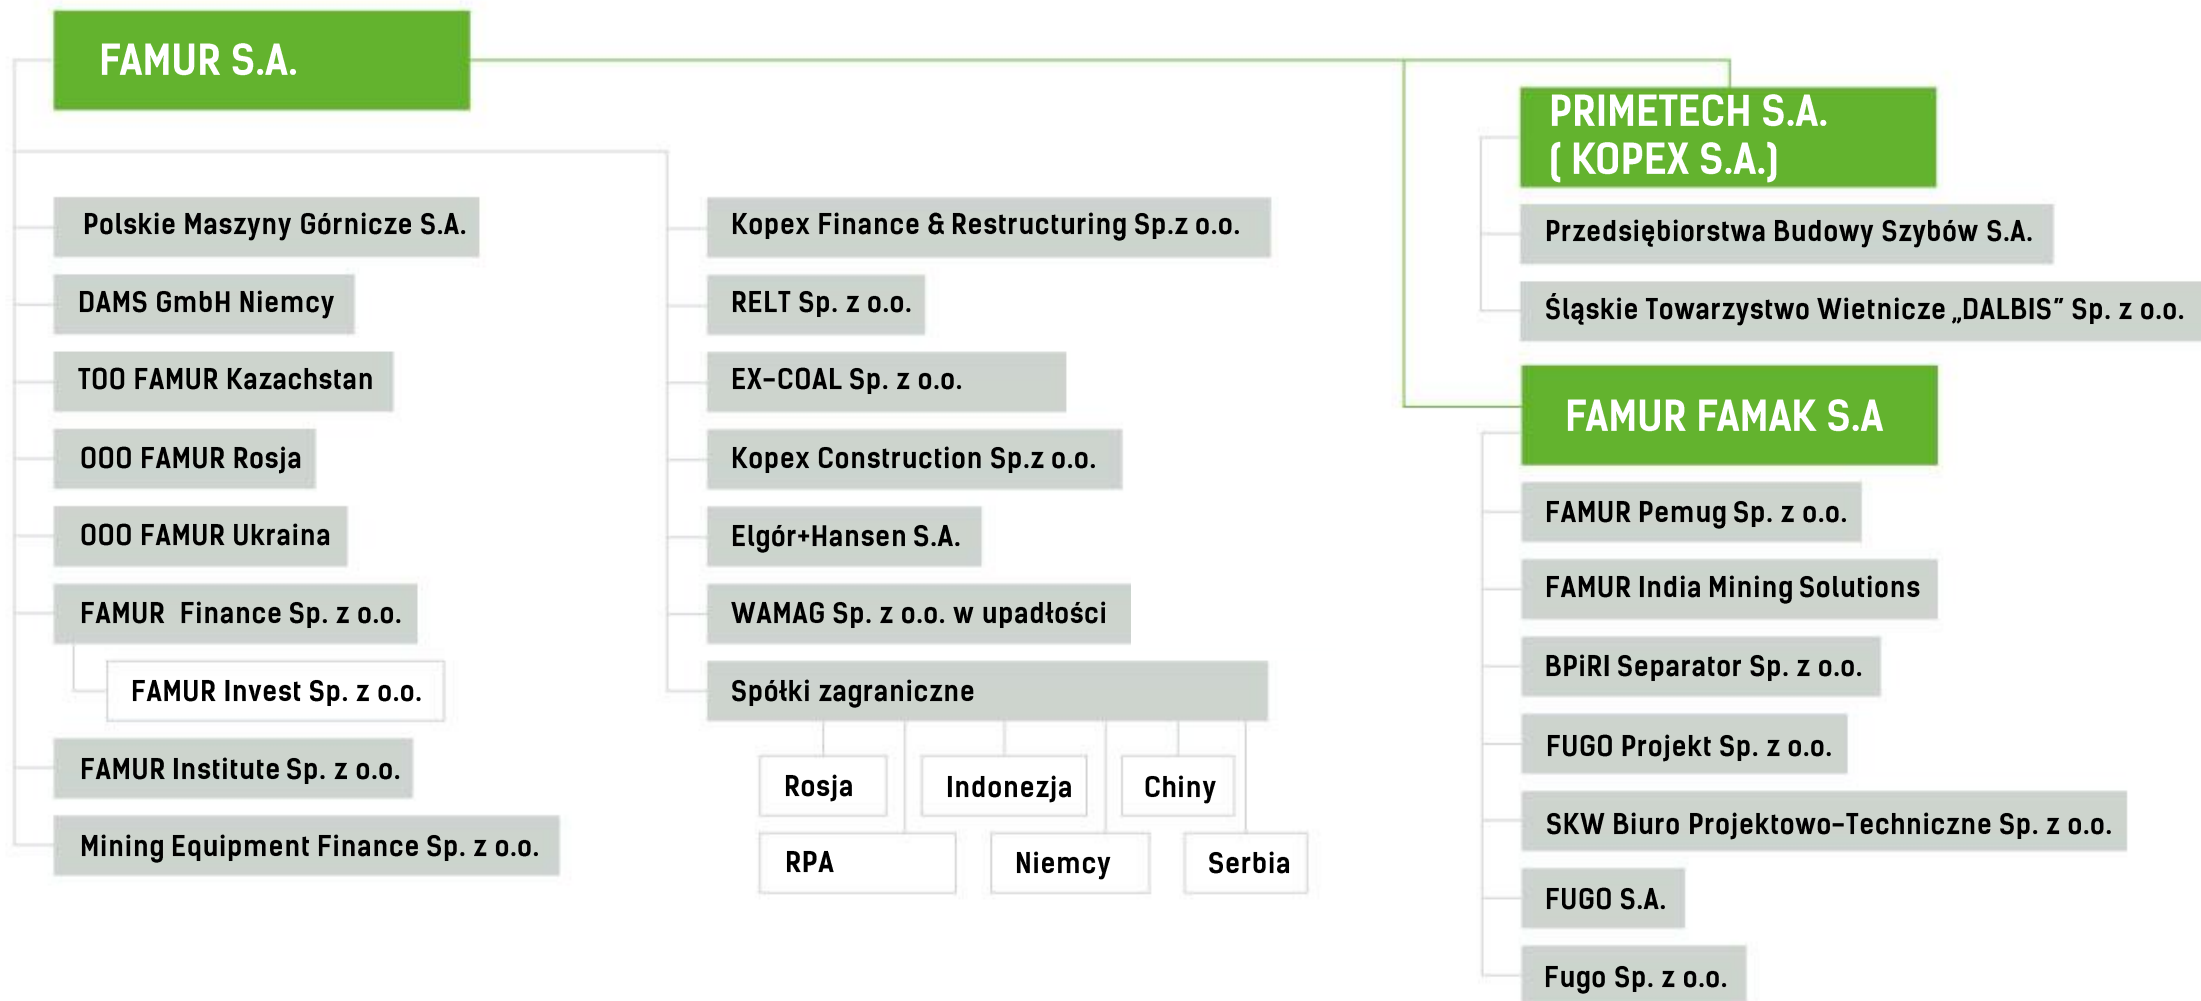 FAMUR S.A.
Polskie Maszyny Górnicze S.A.
DAMS GmbH Niemcy
TOO FAMUR Kazachstan
OOO FAMUR Rosja
OOO FAMUR Ukraina
FAMUR Finance Sp. z o.o.
FAMUR Invest Sp. z o.o.
FAMUR Institute Sp. z o.o.
Mining Equipment Finance Sp. z o.o.
Kopex Finance & Restructuring Sp.z o.o.
RELT Sp. z o.o.
EX-COAL Sp. z o.o.
Kopex Construction Sp.z o.o.
Elgór+Hansen S.A.
WAMAG Sp. z o.o. w upadłości
Spółki zagraniczne
Rosja
Indonezja
Chiny
RPA
Niemcy
Serbia
PRIMETECH S.A.
( KOPEX S.A.)
Przedsiębiorstwa Budowy Szybów S.A.
Śląskie Towarzystwo Wietnicze „DALBIS” Sp. z o.o.
FAMUR FAMAK S.A
FAMUR Pemug Sp. z o.o.
FAMUR India Mining Solutions
BPiRI Separator Sp. z o.o.
FUGO Projekt Sp. z o.o.
SKW Biuro Projektowo-Techniczne Sp. z o.o.
FUGO S.A.
Fugo Sp. z o.o.